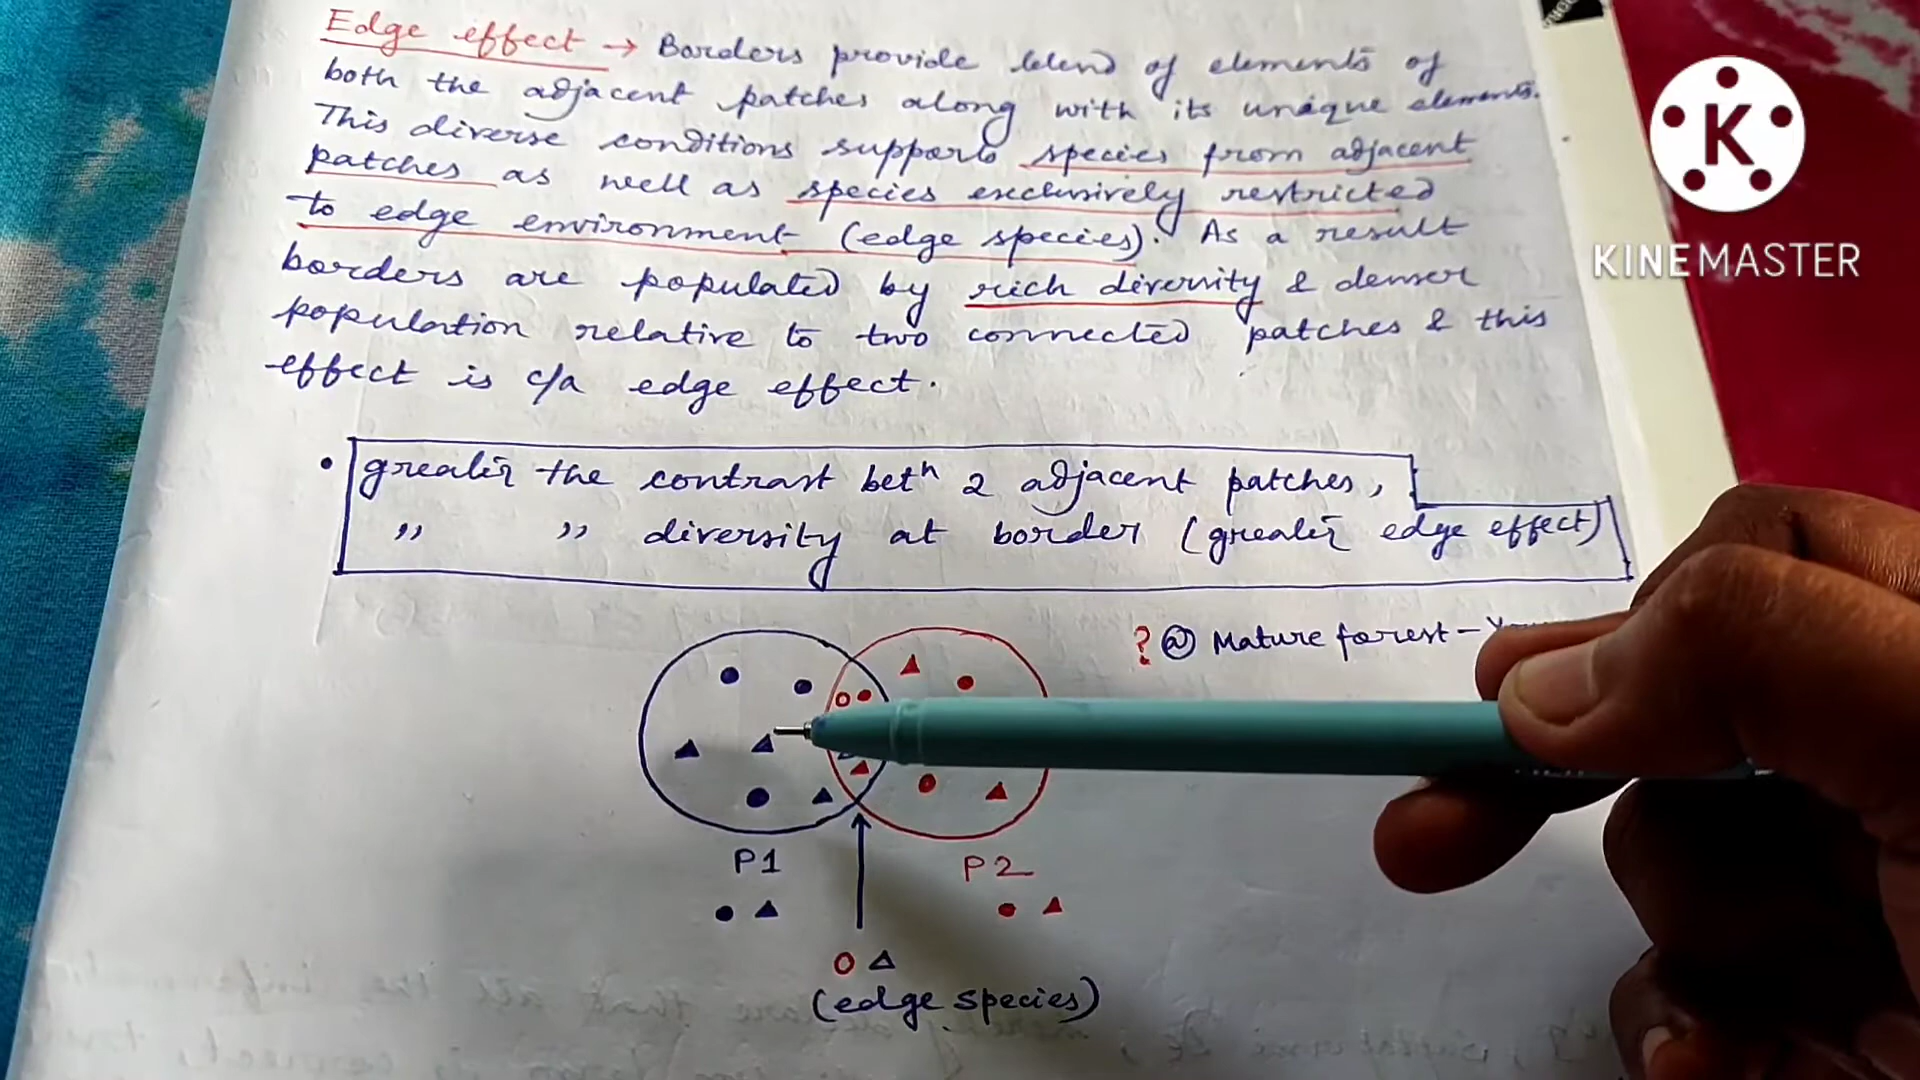 Edge effect → Borders provide blend of elements of
both the adjacent patches along with its unique elements.
This diverse conditions supports species from adjacent
patches as well as species exclusively restricted
to edge environment (edge species). As a result
borders are populated by rich diversity & denser
population relative to two connected patches & this
effect is c/a edge effect.
• greater the contrast betn 2 adjacent patches,
,, ,, diversity at border (greater edge effect)
? @ Mature forest -
P1 P2
(edge species)
K
KINEMASTER